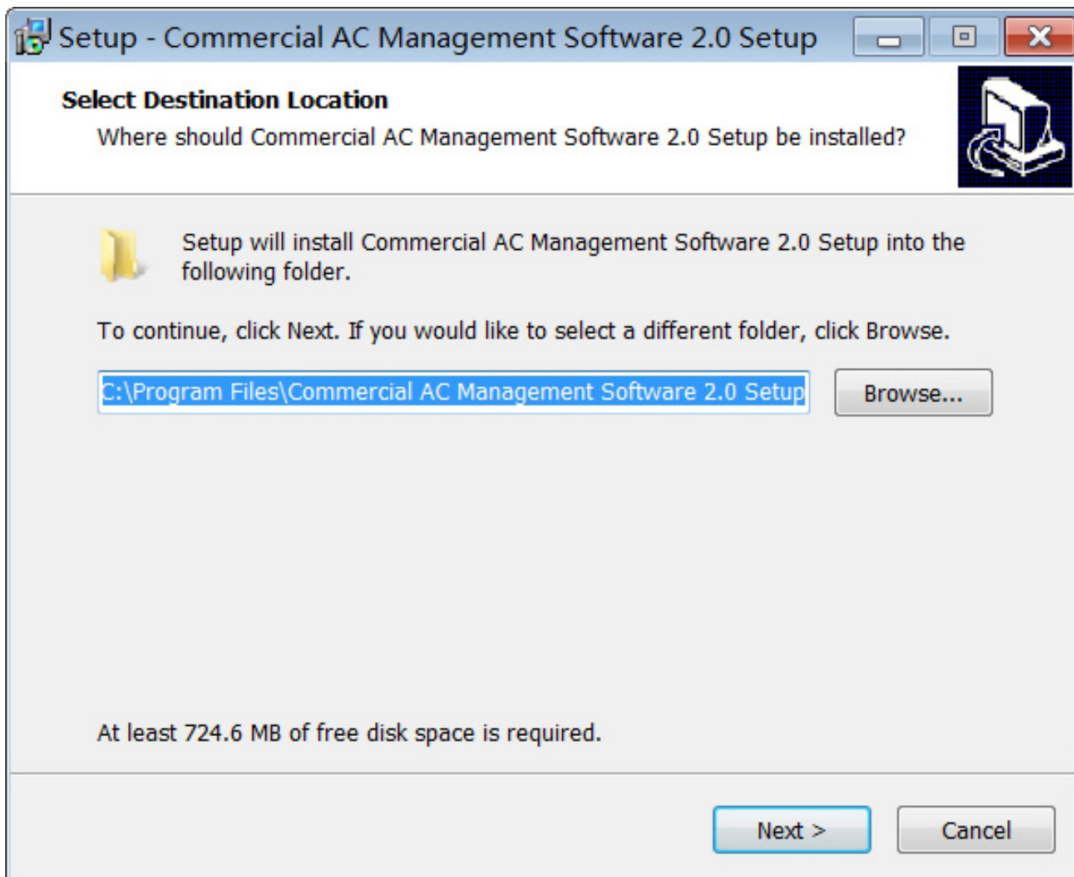 Setup - Commercial AC Management Software 2.0 Setup
Select Destination Location
Where should Commercial AC Management Software 2.0 Setup be installed?
Setup will install Commercial AC Management Software 2.0 Setup into the
following folder.
To continue, click Next. If you would like to select a different folder, click Browse.
C:\Program Files\Commercial AC Management Software 2.0 Setup
Browse...
At least 724.6 MB of free disk space is required.
Next >
Cancel